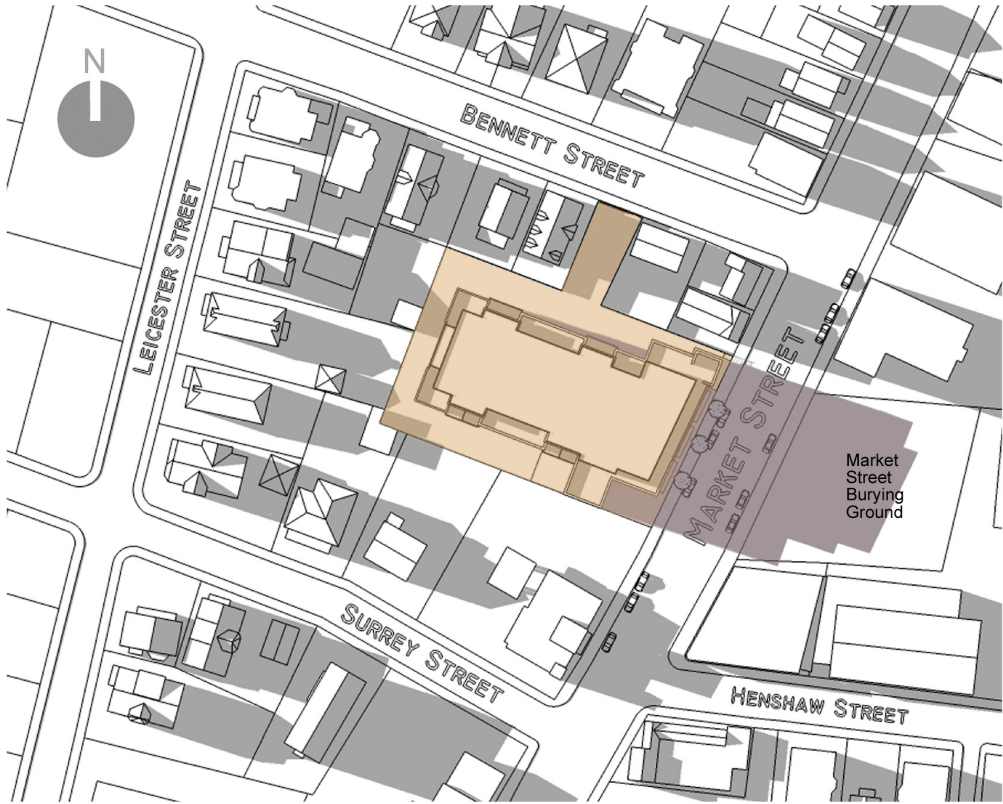 N
BENNETT STREET
LEICESTER STREET
MARKET STREET
Market
Street
Burying
Ground
SURREY STREET
HENSHAW STREET